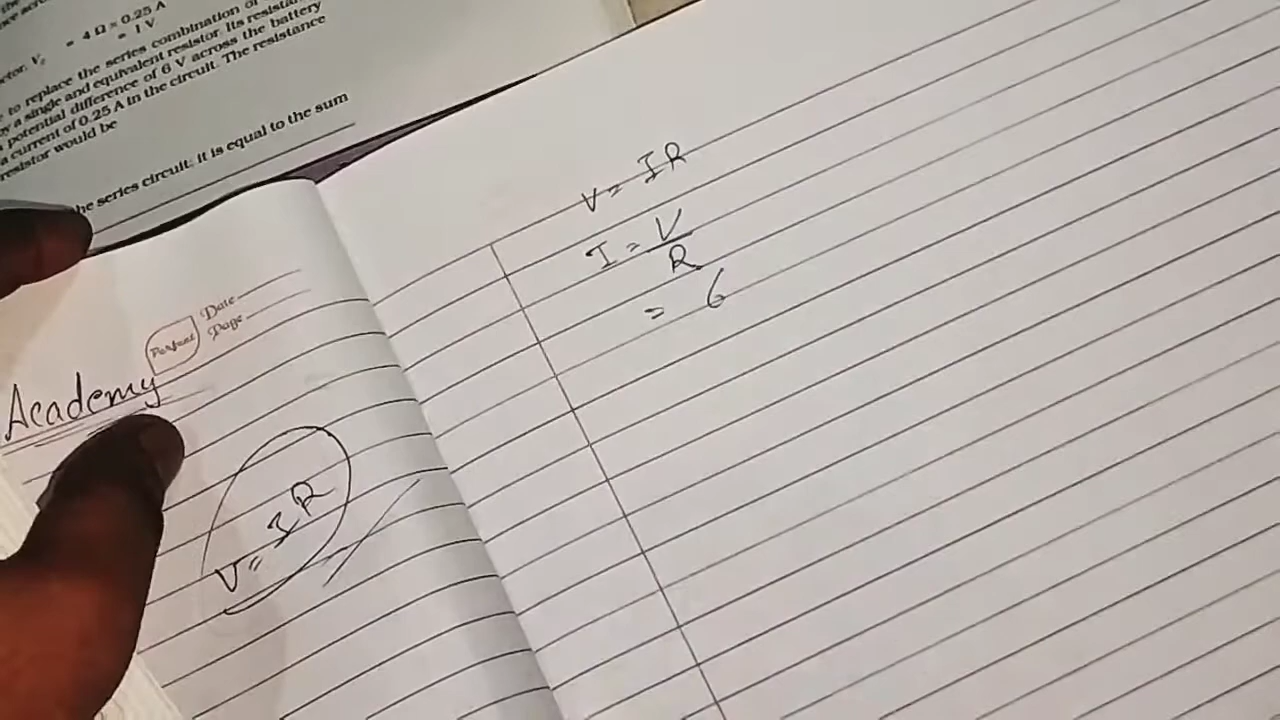 = 4 Ω × 0.25 A
= 1 V
to replace the series combination of
by a single and equivalent resistor. Its
potential difference of 6 V across the battery
a current of 0.25 A in the circuit. The resistance
resistor would be
the series circuit. It is equal to the sum
Date
Page
Perfect
Academy
V = IR
V = IR
I = V
R
= 6